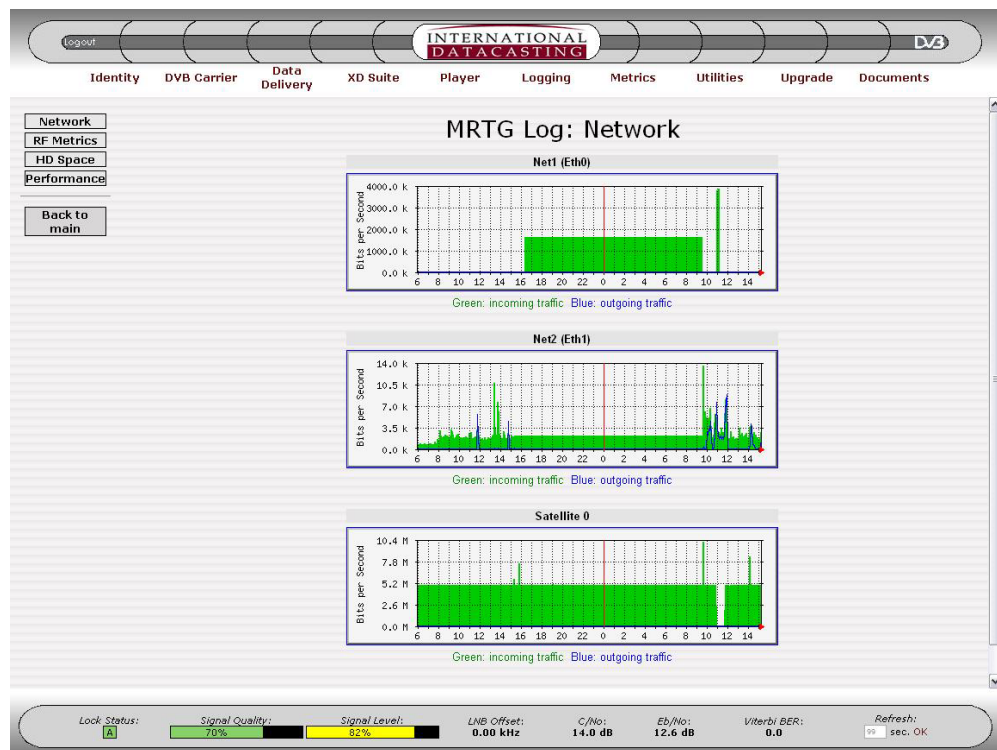 Logout
INTERNATIONAL
DATACASTING
DVB
Identity DVB Carrier Data Delivery XD Suite Player Logging Metrics Utilities Upgrade Documents
Network
RF Metrics
HD Space
Performance
Back to
main
MRTG Log: Network
Net1 (Eth0)
Bits per Second
4000.0 k
3000.0 k
2000.0 k
1000.0 k
0.0 k
6 8 10 12 14 16 18 20 22 0 2 4 6 8 10 12 14
Green: incoming traffic Blue: outgoing traffic
Net2 (Eth1)
Bits per Second
14.0 k
10.5 k
7.0 k
3.5 k
0.0 k
6 8 10 12 14 16 18 20 22 0 2 4 6 8 10 12 14
Green: incoming traffic Blue: outgoing traffic
Satellite 0
Bits per Second
10.4 M
7.8 M
5.2 M
2.6 M
0.0 M
6 8 10 12 14 16 18 20 22 0 2 4 6 8 10 12 14
Green: incoming traffic Blue: outgoing traffic
Lock Status: Signal Quality: Signal Level: LNB Offset: C/No: Eb/No: Viterbi BER: Refresh:
A 70% 82% 0.00 kHz 14.0 dB 12.6 dB 0.0 99 sec. OK